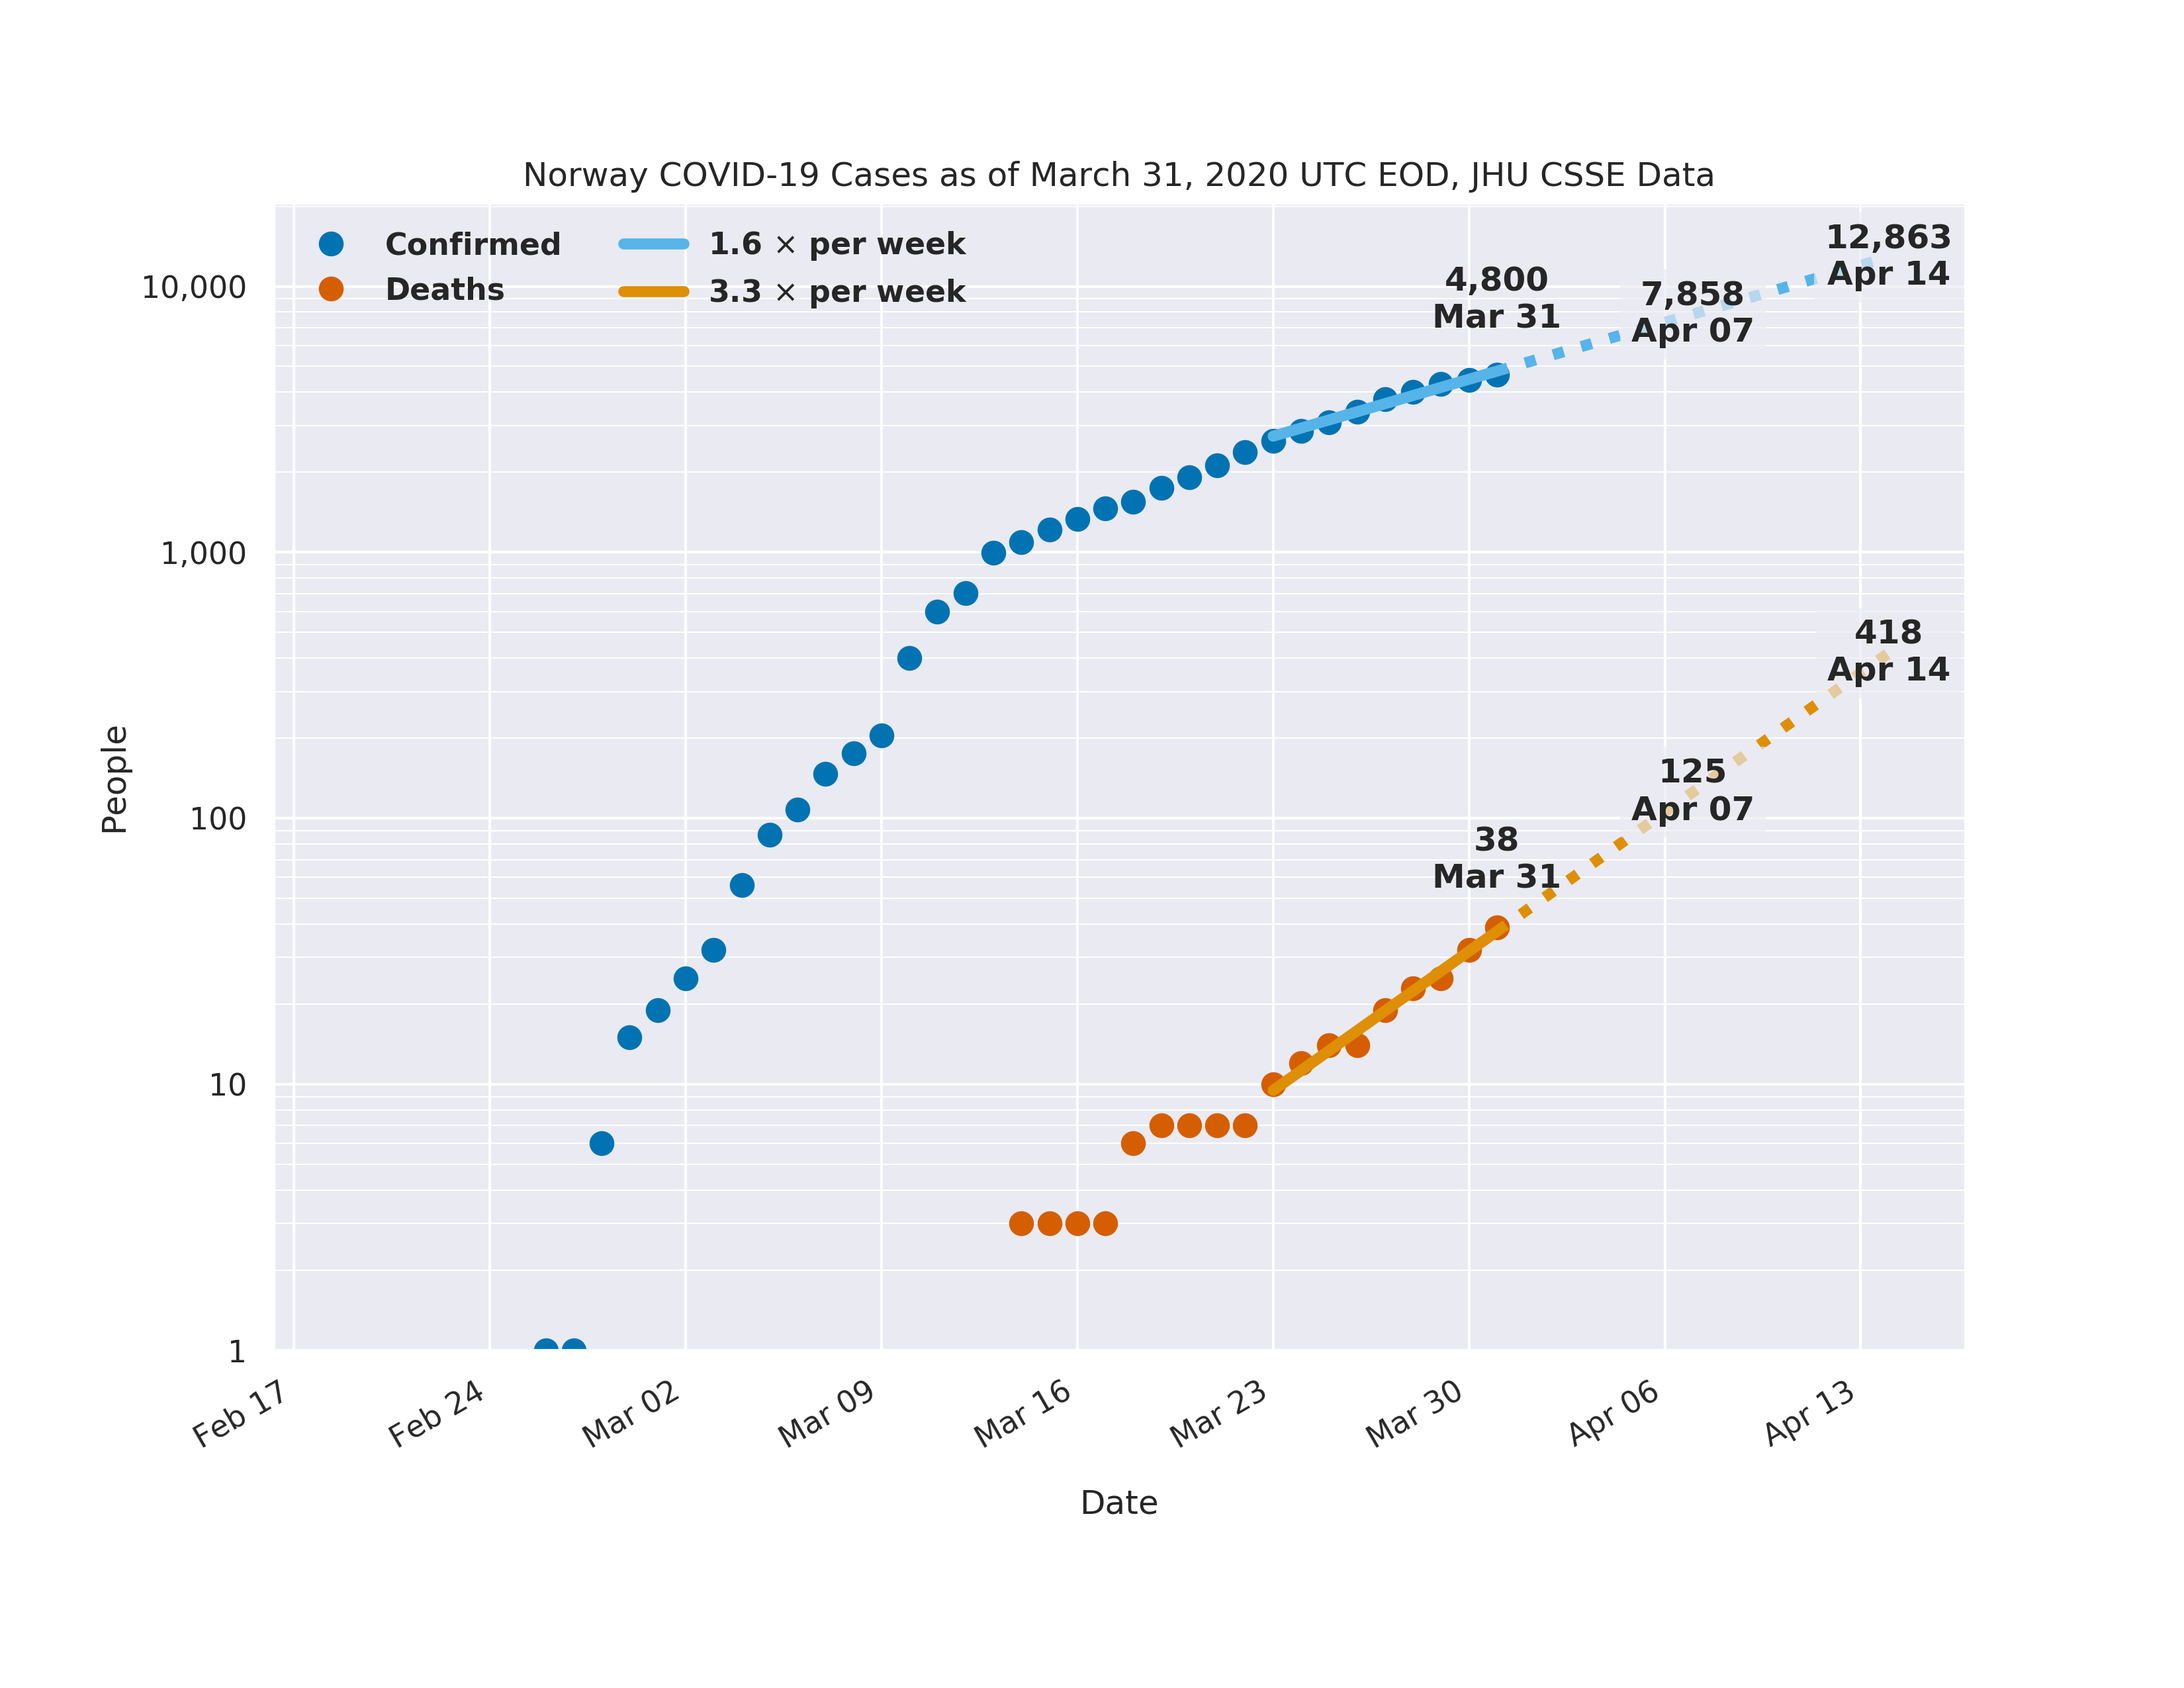 Norway COVID-19 Cases as of March 31, 2020 UTC EOD, JHU CSSE Data
Confirmed
Deaths
1.6 × per week
3.3 × per week
12,863
Apr 14
4,800
Mar 31
7,858
Apr 07
418
Apr 14
125
Apr 07
38
Mar 31
People
10,000
1,000
100
10
1
Feb 17
Feb 24
Mar 02
Mar 09
Mar 16
Mar 23
Mar 30
Apr 06
Apr 13
Date